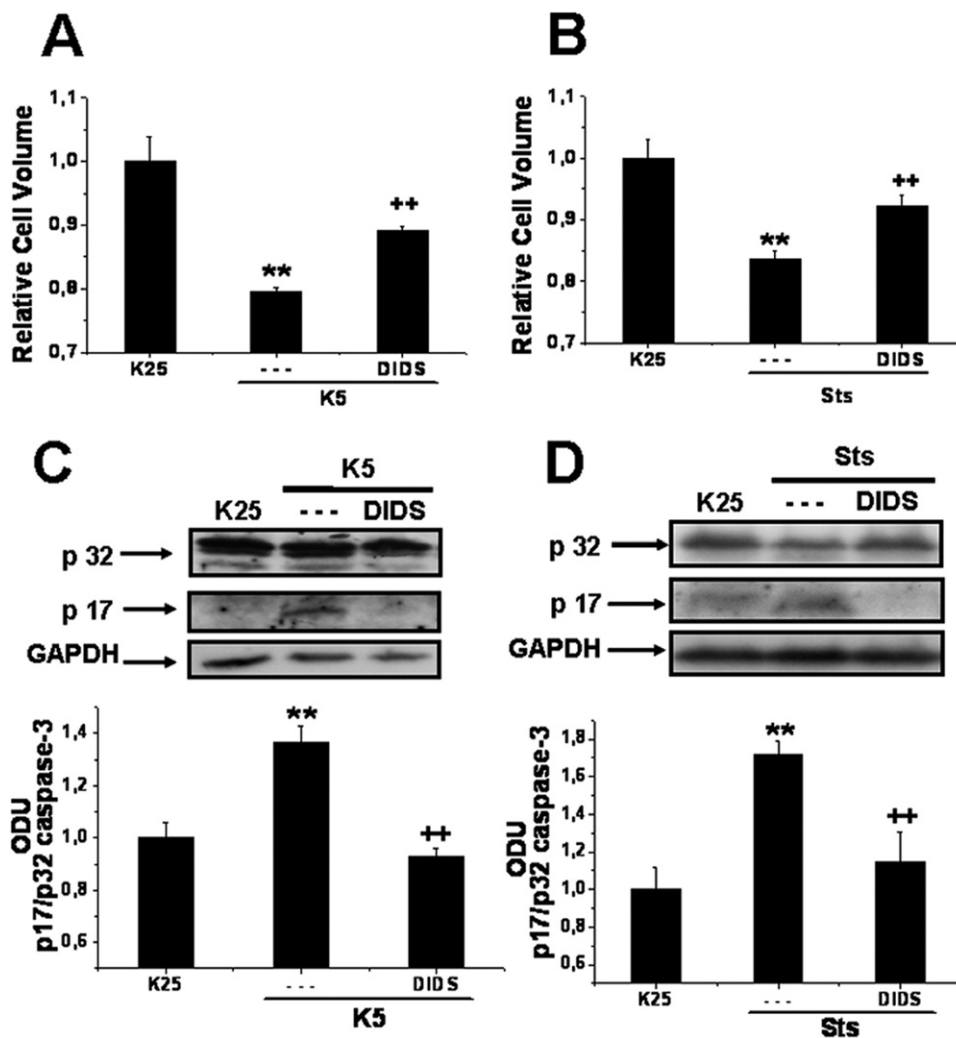 A
Relative Cell Volume
1,1
1,0
0,9
0,8
0,7
**
++
K25
---
DIDS
K5
B
Relative Cell Volume
1,1
1,0
0,9
0,8
0,7
**
++
K25
---
DIDS
Sts
C
K5
K25
---
DIDS
p 32
p 17
GAPDH
ODU
p17/p32 caspase-3
1,4
1,2
1,0
0,8
0,6
**
++
K25
---
DIDS
K5
D
Sts
K25
---
DIDS
p 32
p 17
GAPDH
ODU
p17/p32 caspase-3
1,8
1,6
1,4
1,2
1,0
0,8
0,6
**
++
K25
---
DIDS
Sts